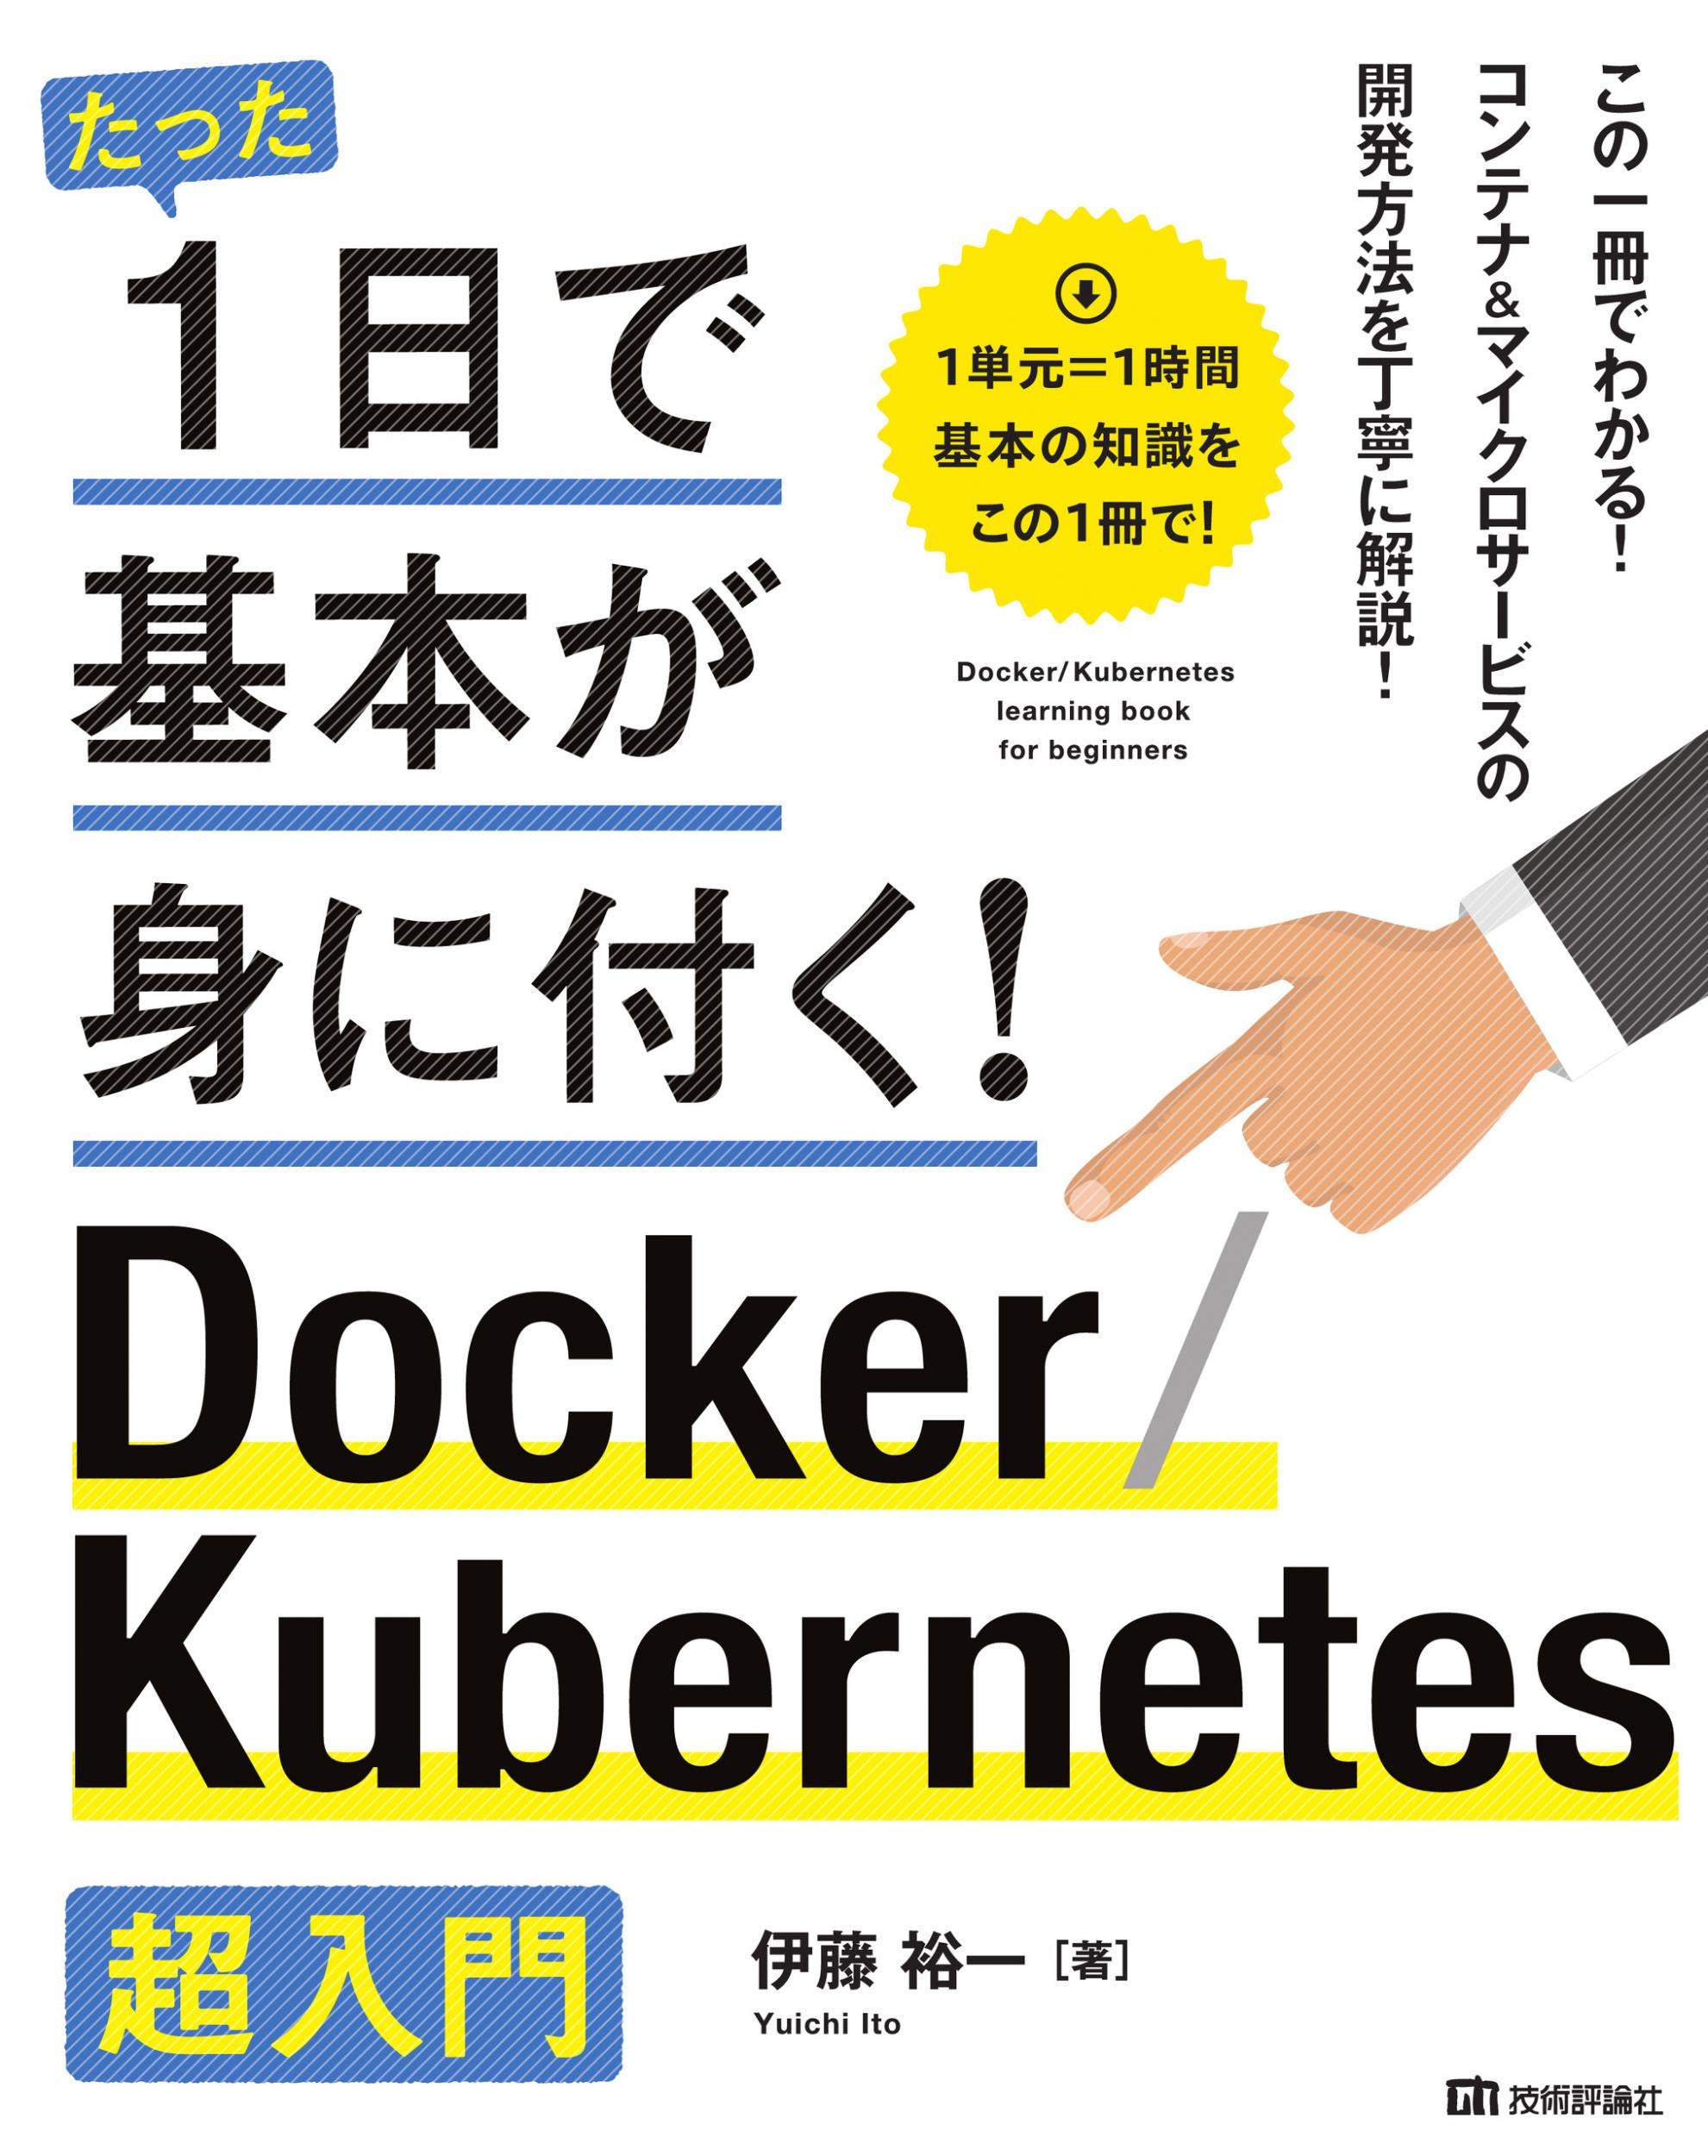 この一冊でわかる！
コンテナ&マイクロサービスの
開発方法を丁寧に解説！
たった
1日で
基本が
身に付く！
1単元＝1時間
基本の知識を
この1冊で！
Docker/Kubernetes
learning book
for beginners
Docker/
Kubernetes
超入門
伊藤 裕一［著］
Yuichi Ito
技術評論社